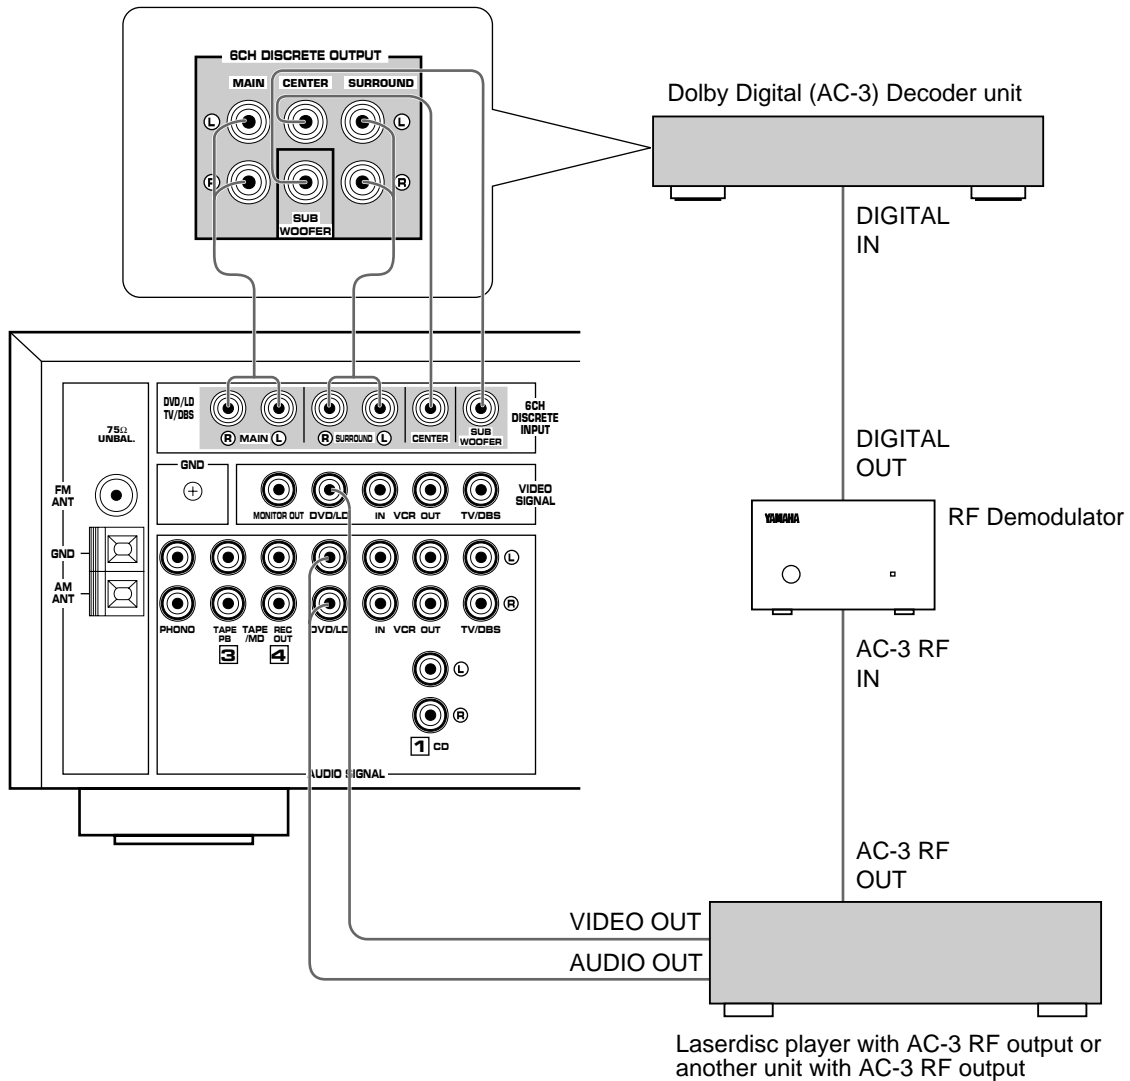 6CH DISCRETE OUTPUT
MAIN CENTER SURROUND
L L
R R
SUB
WOOFER
Dolby Digital (AC-3) Decoder unit
DIGITAL
IN
DIGITAL
OUT
YAMAHA
RF Demodulator
AC-3 RF
IN
AC-3 RF
OUT
DVD/LD
TV/DBS
R MAIN L
R SURROUND L
CENTER
SUB
WOOFER
6CH
DISCRETE
INPUT
75Ω
UNBAL.
FM
ANT
GND
AM
ANT
GND
VIDEO
SIGNAL
MONITOR OUT DVD/LD IN VCR OUT TV/DBS
L
R
PHONO
TAPE
PB
TAPE
/MD
REC
OUT
DVD/LD IN VCR OUT TV/DBS
3 4
L
R
1 CD
AUDIO SIGNAL
VIDEO OUT
AUDIO OUT
Laserdisc player with AC-3 RF output or
another unit with AC-3 RF output